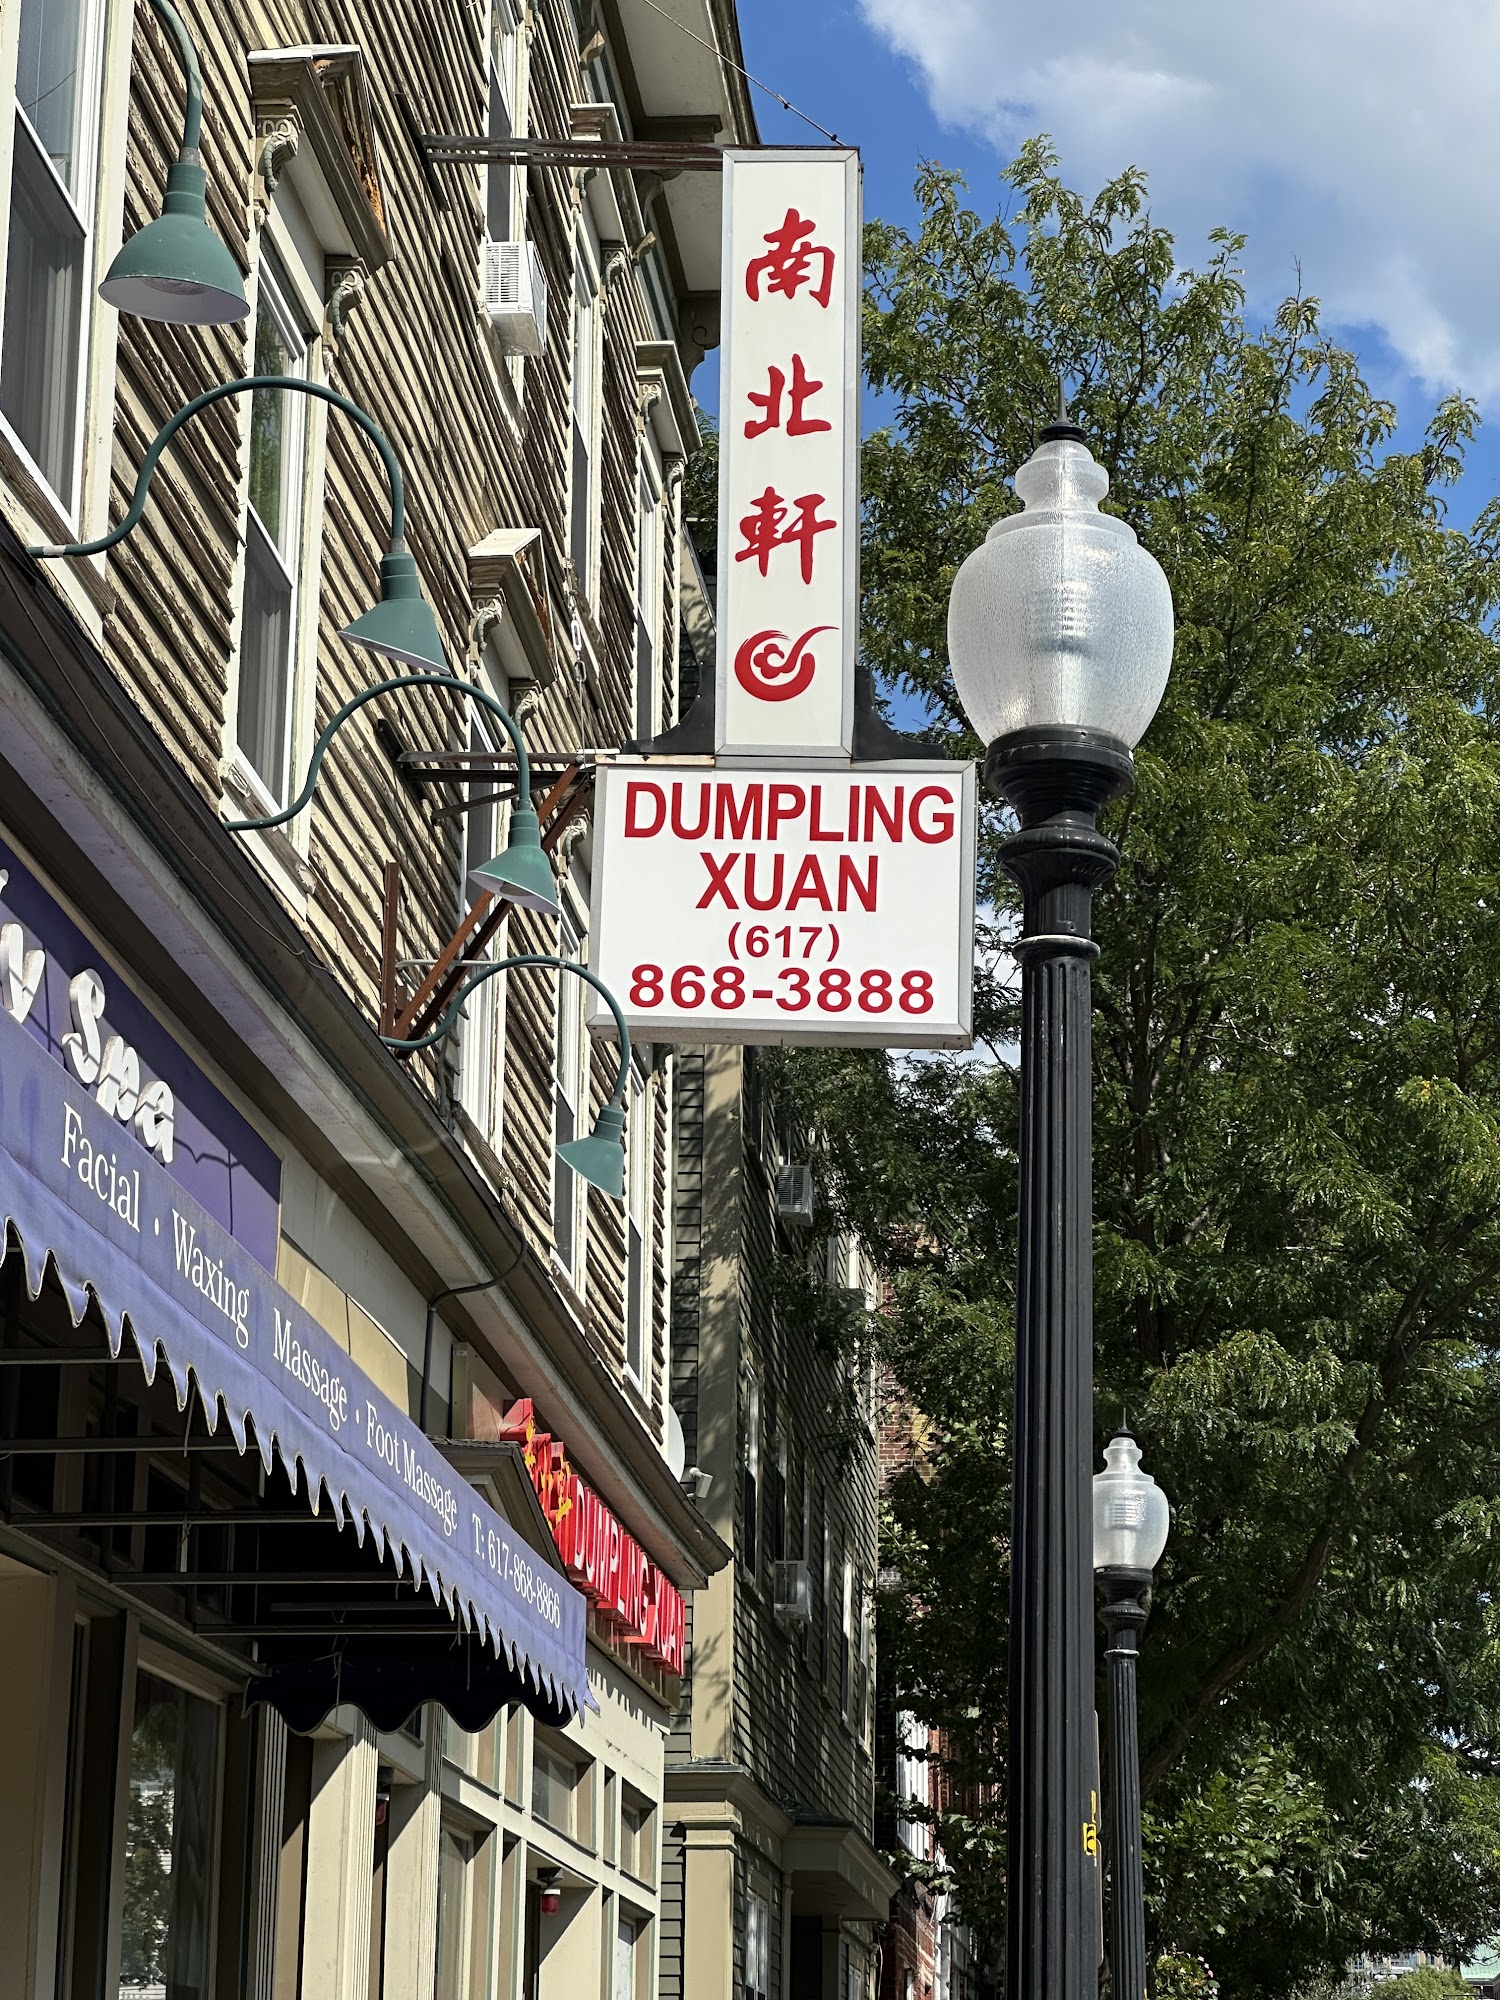 南北軒
DUMPLING
XUAN
(617)
868-3888
Spa
Facial · Waxing Massage · Foot Massage T: 617-868-8866
DUMPLING XUAN